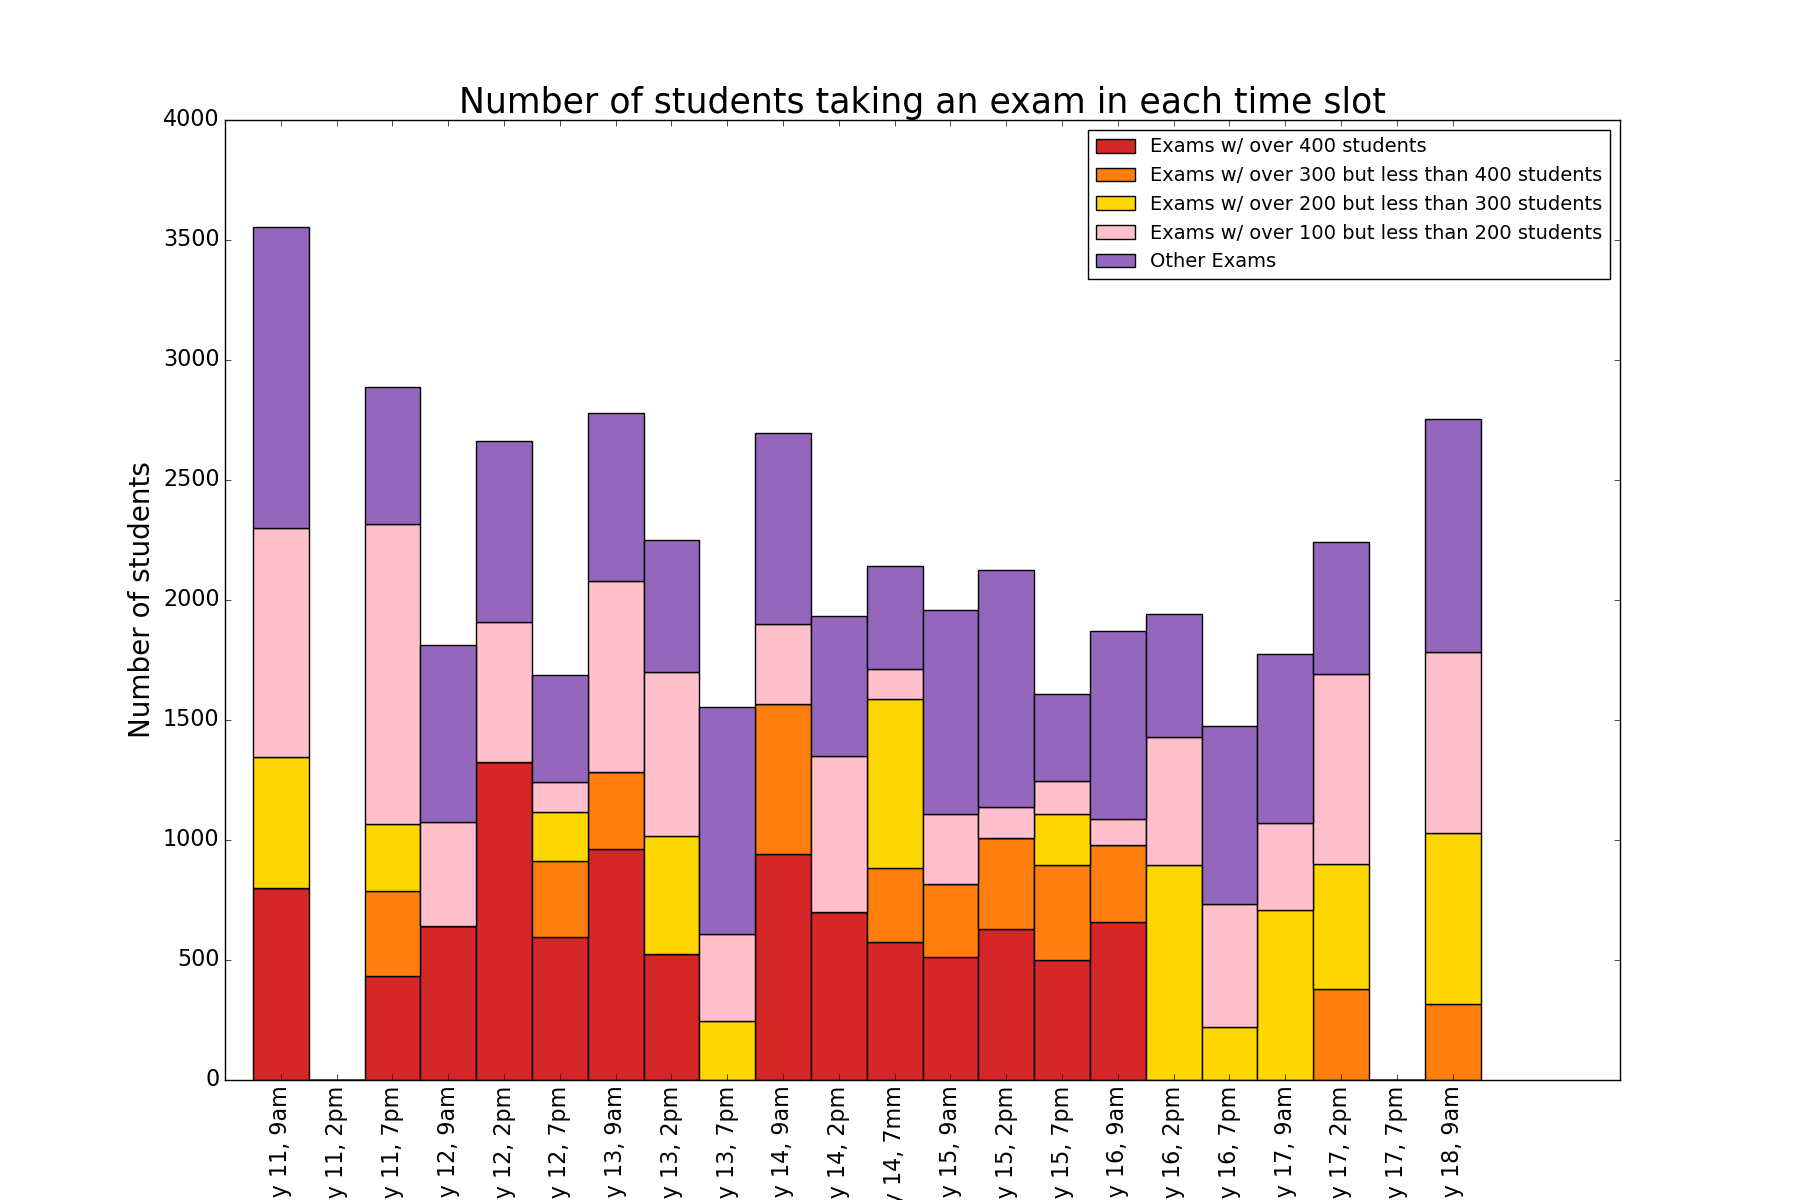 Number of students taking an exam in each time slot
Exams w/ over 400 students
Exams w/ over 300 but less than 400 students
Exams w/ over 200 but less than 300 students
Exams w/ over 100 but less than 200 students
Other Exams
Number of students
4000
3500
3000
2500
2000
1500
1000
500
0
y 11, 9am
y 11, 2pm
y 11, 7pm
y 12, 9am
y 12, 2pm
y 12, 7pm
y 13, 9am
y 13, 2pm
y 13, 7pm
y 14, 9am
y 14, 2pm
y 14, 7mm
y 15, 9am
y 15, 2pm
y 15, 7pm
y 16, 9am
y 16, 2pm
y 16, 7pm
y 17, 9am
y 17, 2pm
y 17, 7pm
y 18, 9am